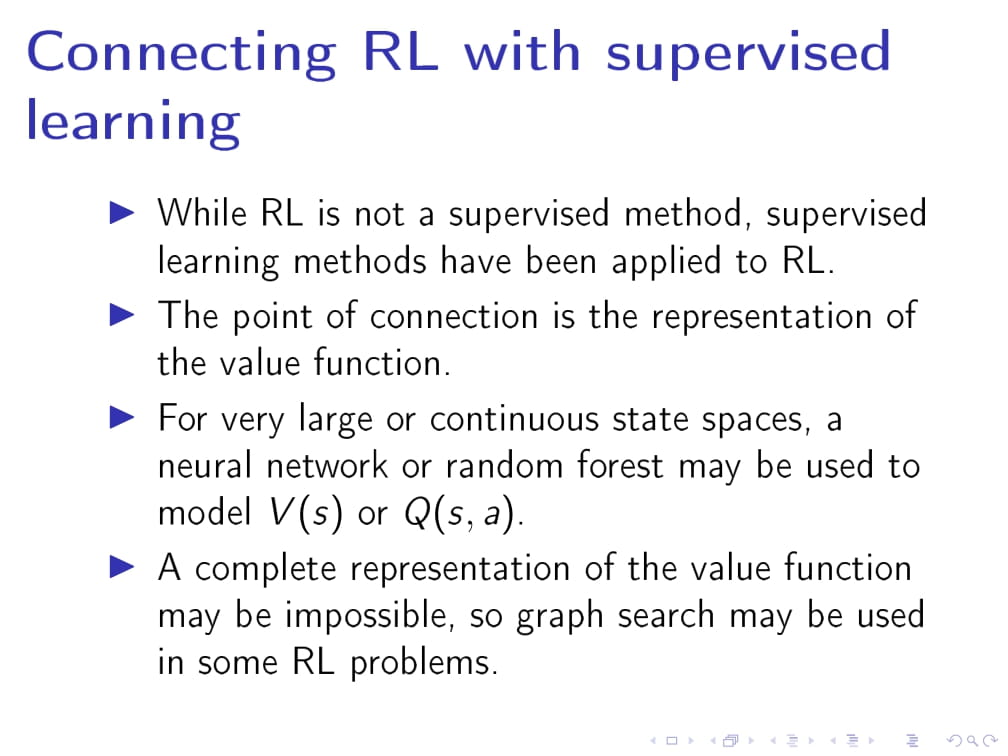 Connecting RL with supervised
learning
While RL is not a supervised method, supervised
learning methods have been applied to RL.
The point of connection is the representation of
the value function.
For very large or continuous state spaces, a
neural network or random forest may be used to
model V(s) or Q(s, a).
A complete representation of the value function
may be impossible, so graph search may be used
in some RL problems.